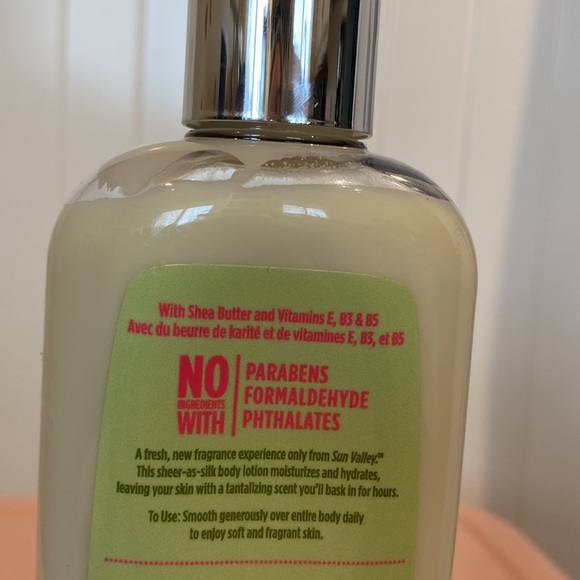 With Shea Butter and Vitamins E, B3 & B5
Avec du beurre de karité et de vitamines E, B3, et B5
NO
INGREDIENTS
WITH
PARABENS
FORMALDEHYDE
PHTHALATES
A fresh, new fragrance experience only from Sun Valley.™
This sheer-as-silk body lotion moisturizes and hydrates,
leaving your skin with a tantalizing scent you'll bask in for hours.
To Use: Smooth generously over entire body daily
to enjoy soft and fragrant skin.